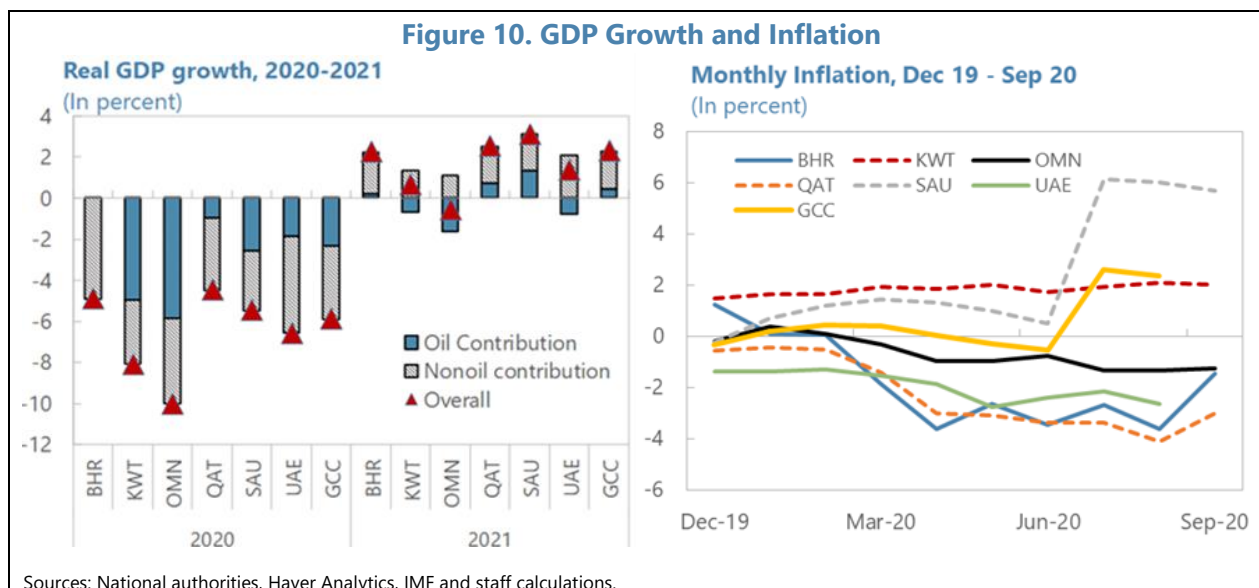 Figure 10. GDP Growth and Inflation
Real GDP growth, 2020-2021
(In percent)
4
2
0
-2
-4
-6
-8
-10
-12
Oil Contribution
Nonoil contribution
Overall
BHR KWT OMN QAT SAU UAE GCC BHR KWT OMN QAT SAU UAE GCC
2020 2021
Monthly Inflation, Dec 19 - Sep 20
(In percent)
8
6
4
2
0
-2
-4
-6
BHR KWT OMN
QAT SAU UAE
GCC
Dec-19 Mar-20 Jun-20 Sep-20
Sources: National authorities, Haver Analytics, IMF and staff calculations.